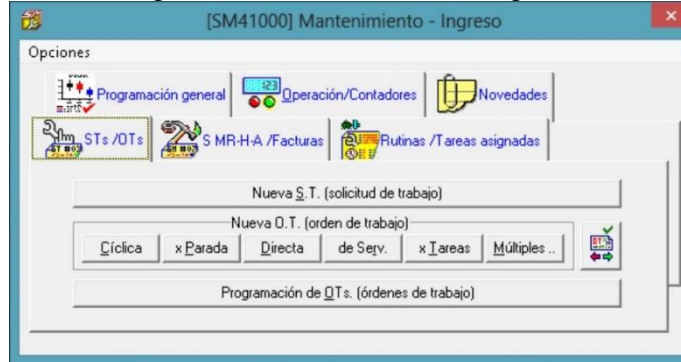 [SM41000] Mantenimiento - Ingreso
Opciones
Programación general
123
Operación/Contadores
Novedades
STs /OTs
S MR-H-A /Facturas
Rutinas /Tareas asignadas
Nueva S.T. (solicitud de trabajo)
Nueva O.T. (orden de trabajo)
Cíclica x Parada Directa de Serv. x Tareas Múltiples ..
Programación de OTs. (órdenes de trabajo)